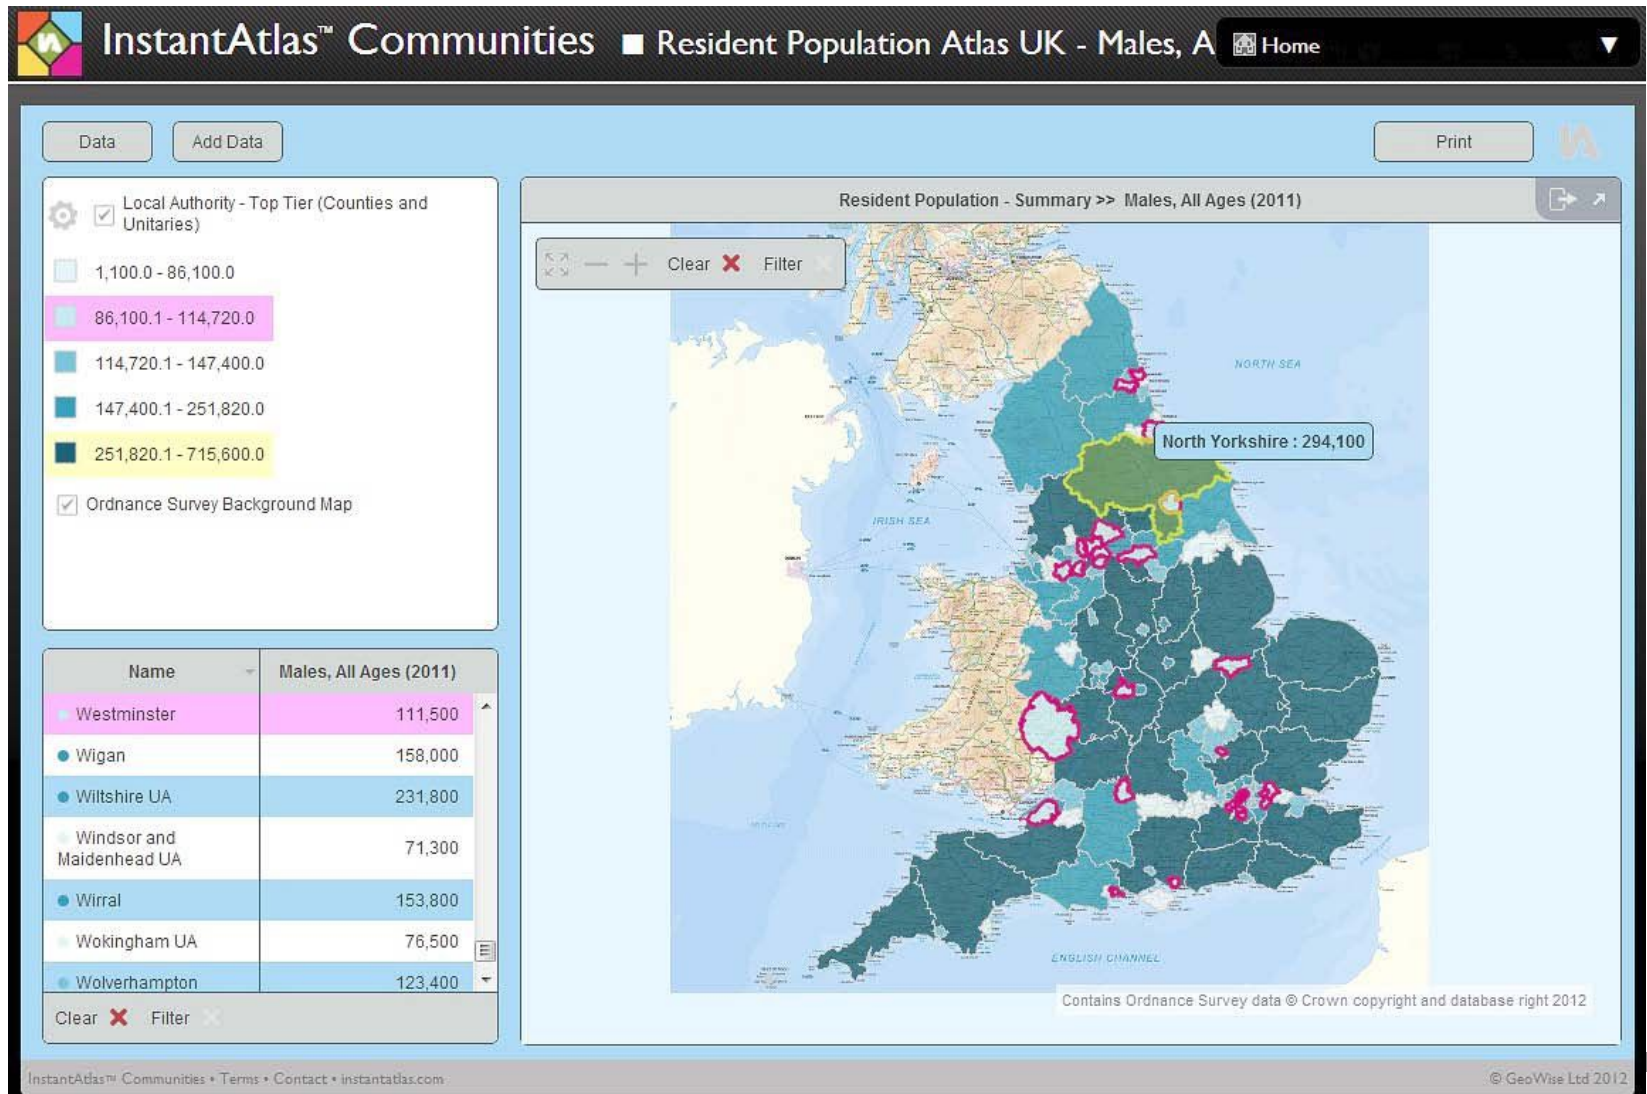 InstantAtlas™ Communities ■ Resident Population Atlas UK - Males, A
Home
Data
Add Data
Print
Local Authority - Top Tier (Counties and
Unitaries)
1,100.0 - 86,100.0
86,100.1 - 114,720.0
114,720.1 - 147,400.0
147,400.1 - 251,820.0
251,820.1 - 715,600.0
Ordnance Survey Background Map
Resident Population - Summary >> Males, All Ages (2011)
Clear Filter
NORTH SEA
North Yorkshire : 294,100
IRISH SEA
ENGLISH CHANNEL
Contains Ordnance Survey data © Crown copyright and database right 2012
Name Males, All Ages (2011)
Westminster 111,500
Wigan 158,000
Wiltshire UA 231,800
Windsor and
Maidenhead UA 71,300
Wirral 153,800
Wokingham UA 76,500
Wolverhampton 123,400
Clear Filter
InstantAtlas™ Communities • Terms • Contact • instantatlas.com
© GeoWise Ltd 2012